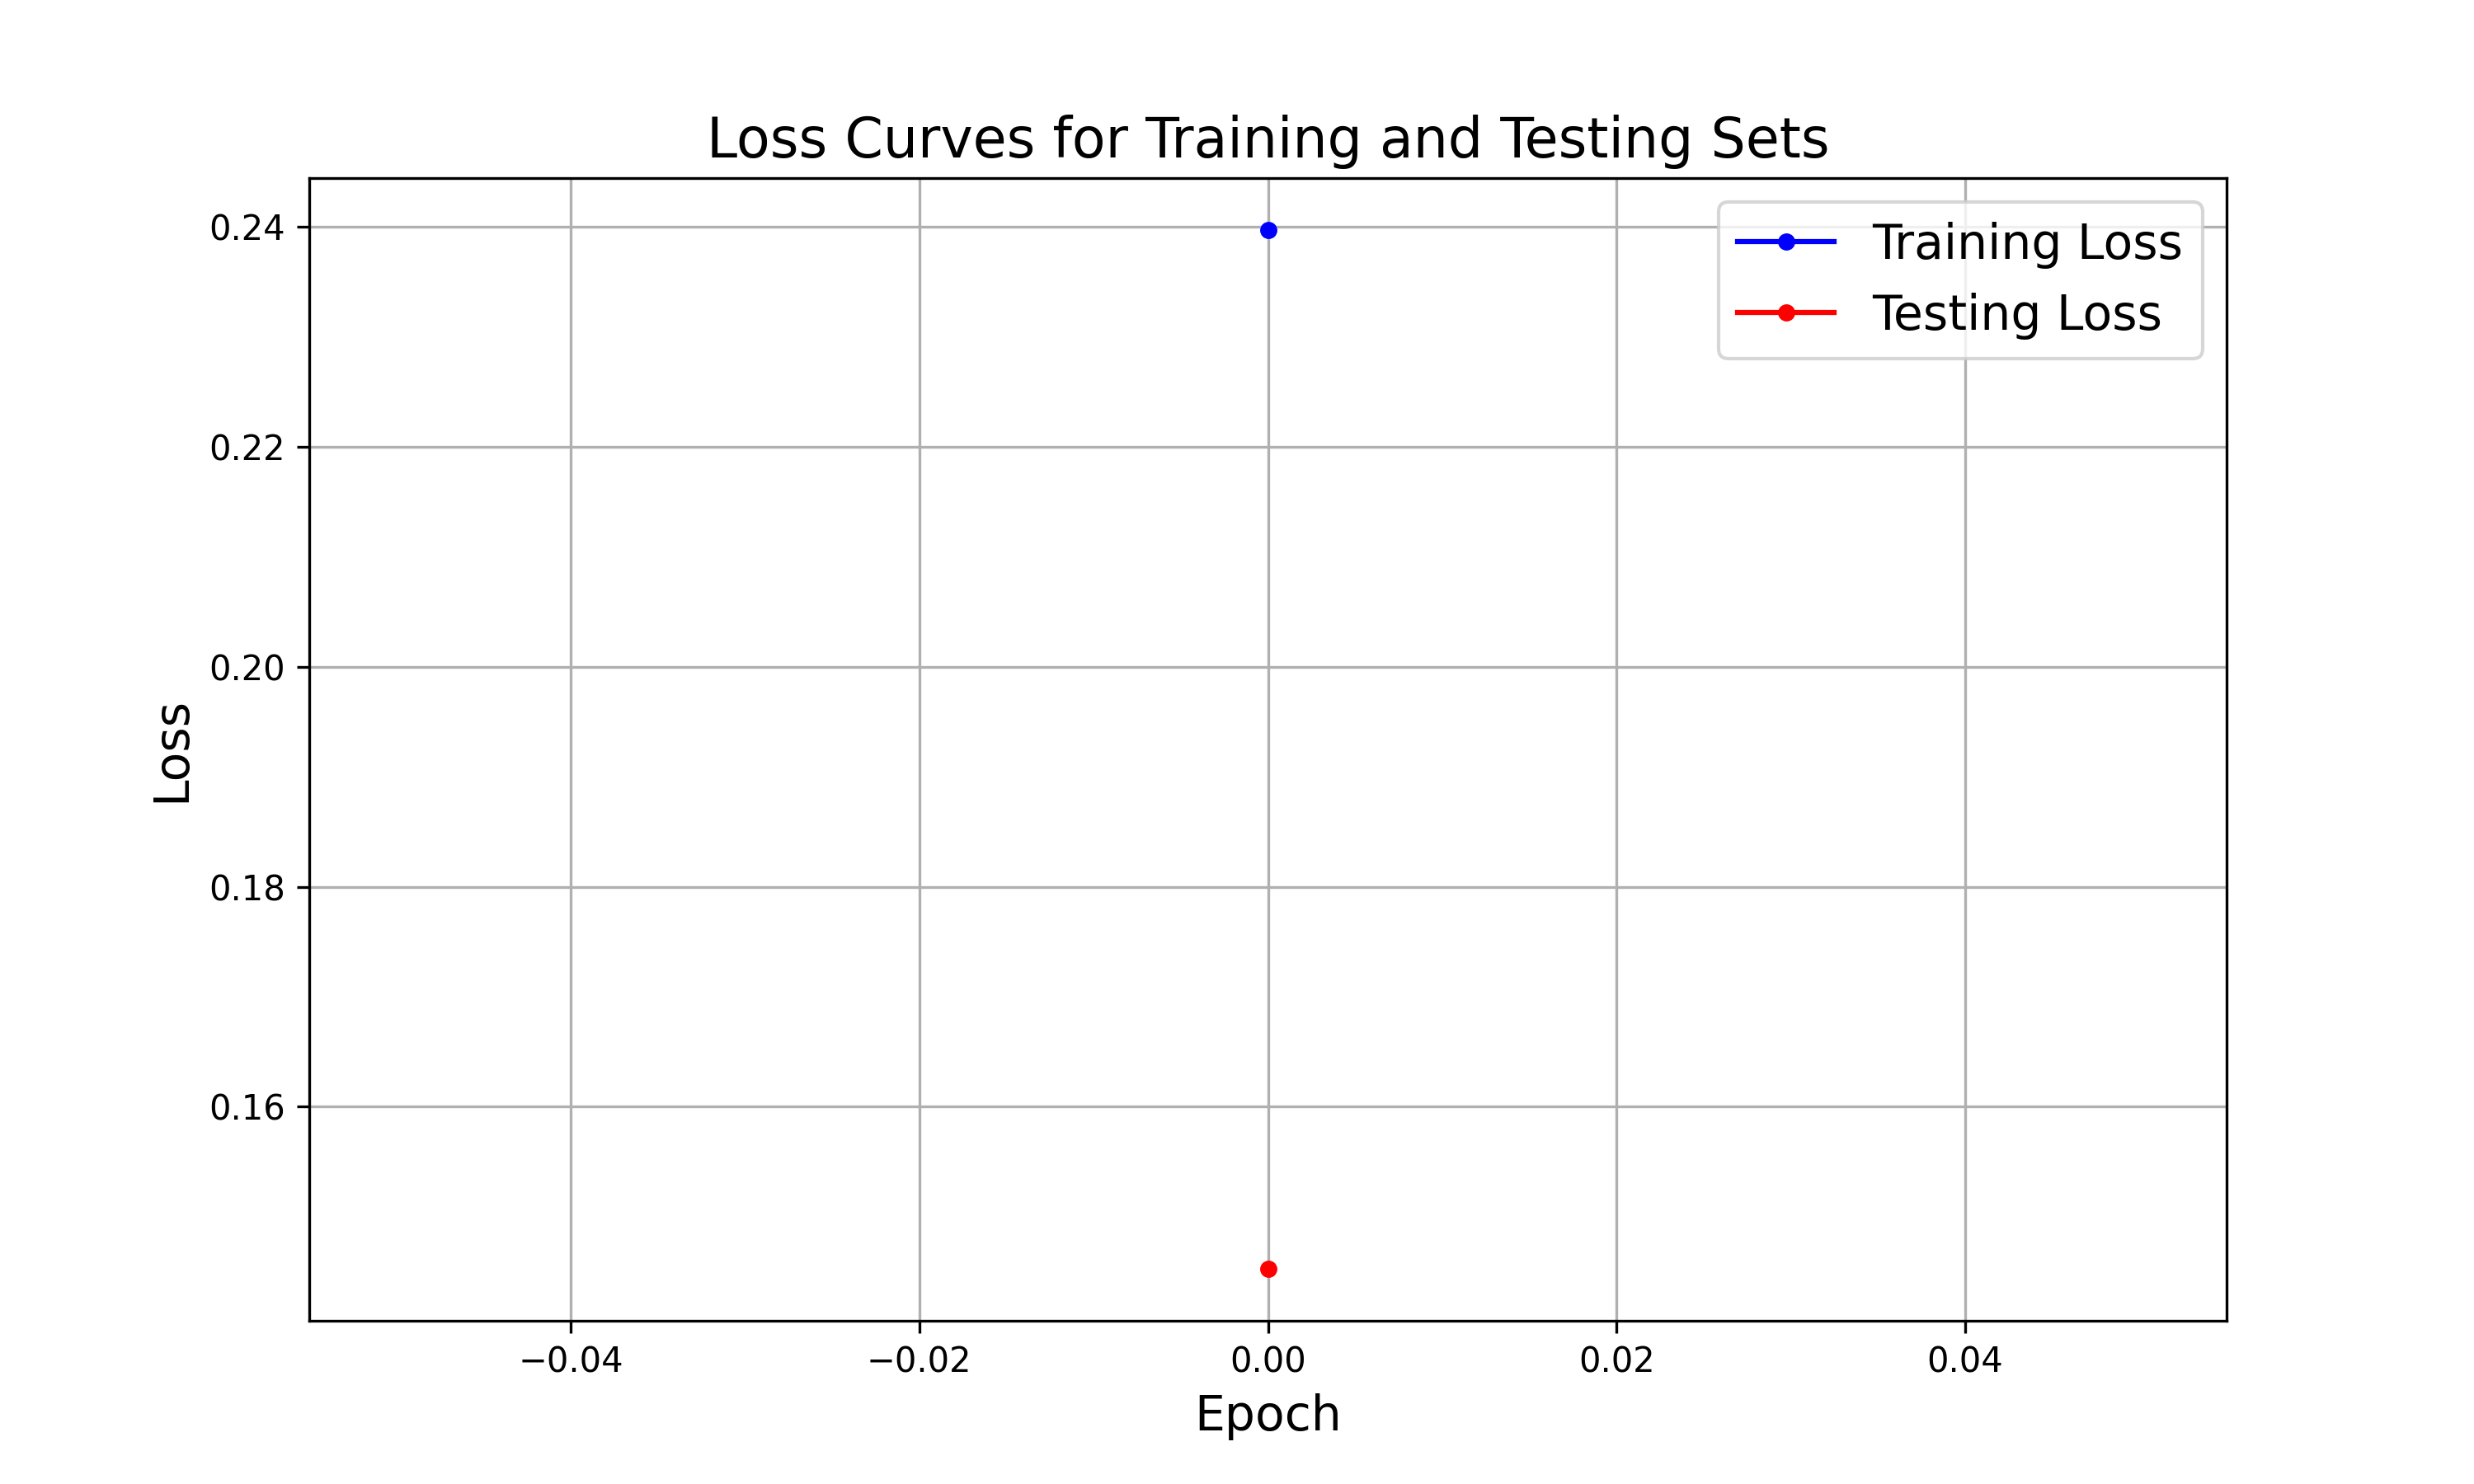 Loss Curves for Training and Testing Sets
Training Loss
Testing Loss
0.24
0.22
0.20
0.18
0.16
Loss
−0.04
−0.02
0.00
0.02
0.04
Epoch